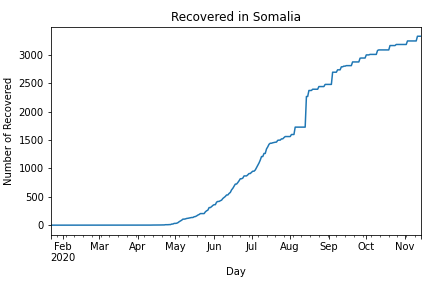 Recovered in Somalia
Number of Recovered
3000
2500
2000
1500
1000
500
0
Feb Mar Apr May Jun Jul Aug Sep Oct Nov
2020
Day